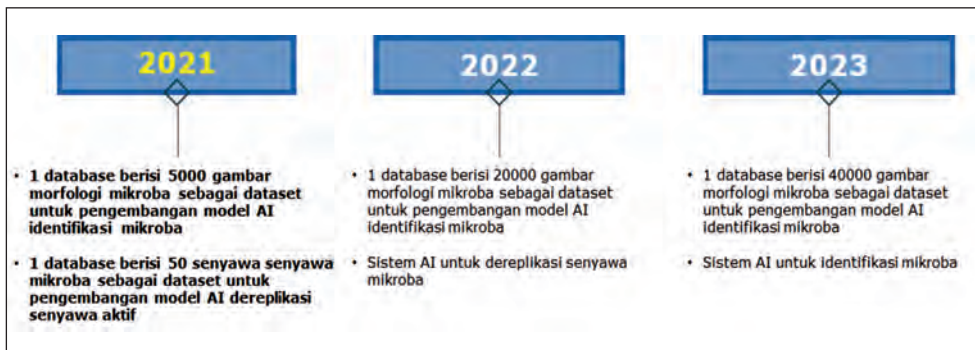 2021
• 1 database berisi 5000 gambar
morfologi mikroba sebagai dataset
untuk pengembangan model AI
identifikasi mikroba
• 1 database berisi 50 senyawa senyawa
mikroba sebagai dataset untuk
pengembangan model AI dereplikasi
senyawa aktif
2022
• 1 database berisi 20000 gambar
morfologi mikroba sebagai dataset
untuk pengembangan model AI
identifikasi mikroba
• Sistem AI untuk dereplikasi senyawa
mikroba
2023
• 1 database berisi 40000 gambar
morfologi mikroba sebagai dataset
untuk pengembangan model AI
identifikasi mikroba
• Sistem AI untuk identifikasi mikroba